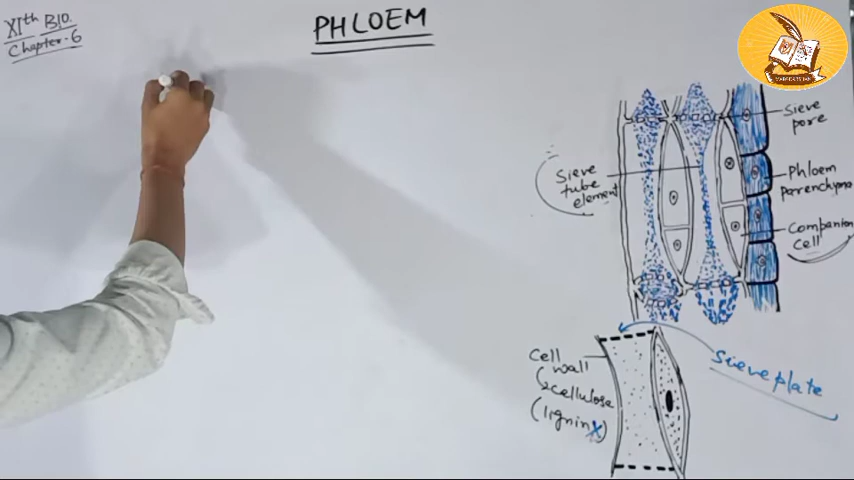 XIth BIO.
Chapter-6
PHLOEM
Sieve
pore
Sieve
tube
element
Phloem
parenchyma
Companion
cell
Cell
wall
cellulose
(lignin X)
Sieve plate